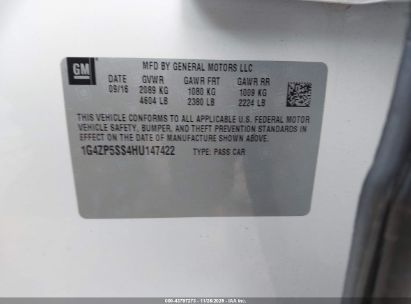 GM
MFD BY GENERAL MOTORS LLC
DATE GVWR GAWR FRT GAWR RR
09/16 2089 KG 1080 KG 1009 KG
4604 LB 2380 LB 2224 LB
THIS VEHICLE CONFORMS TO ALL APPLICABLE U.S. FEDERAL MOTOR
VEHICLE SAFETY, BUMPER, AND THEFT PREVENTION STANDARDS
IN EFFECT ON THE DATE OF MANUFACTURE SHOWN ABOVE.
1G4ZP5SS4HU147422 TYPE: PASS CAR